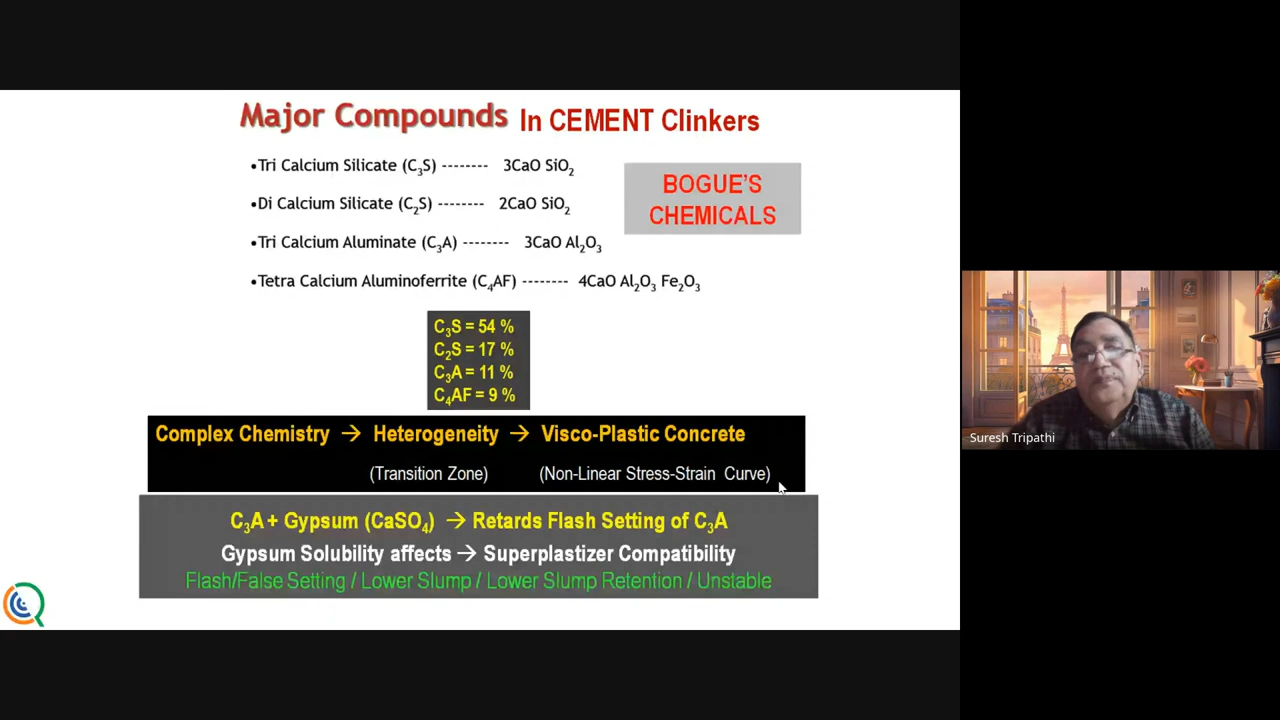 Major Compounds In CEMENT Clinkers
•Tri Calcium Silicate (C₃S) -------- 3CaO SiO₂
•Di Calcium Silicate (C₂S) -------- 2CaO SiO₂
•Tri Calcium Aluminate (C₃A) -------- 3CaO Al₂O₃
•Tetra Calcium Aluminoferrite (C₄AF) -------- 4CaO Al₂O₃ Fe₂O₃
BOGUE'S
CHEMICALS
C₃S = 54 %
C₂S = 17 %
C₃A = 11 %
C₄AF = 9 %
Complex Chemistry → Heterogeneity → Visco-Plastic Concrete
(Transition Zone) (Non-Linear Stress-Strain Curve)
C₃A + Gypsum (CaSO₄) → Retards Flash Setting of C₃A
Gypsum Solubility affects → Superplastizer Compatibility
Flash/False Setting / Lower Slump / Lower Slump Retention / Unstable
Suresh Tripathi